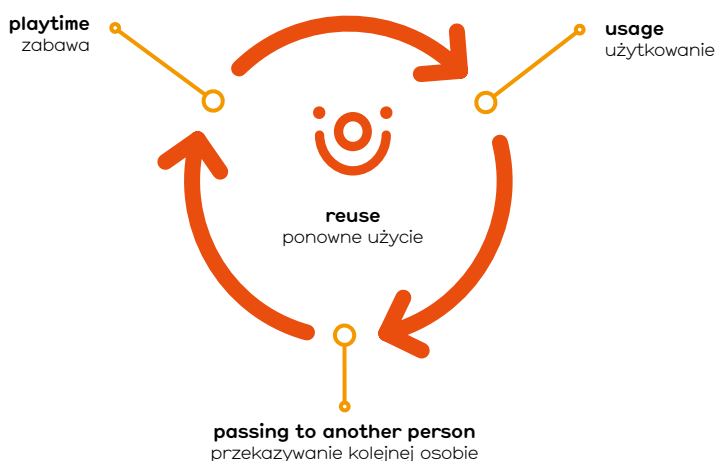 playtime
zabawa
usage
użytkowanie
reuse
ponowne użycie
passing to another person
przekazywanie kolejnej osobie